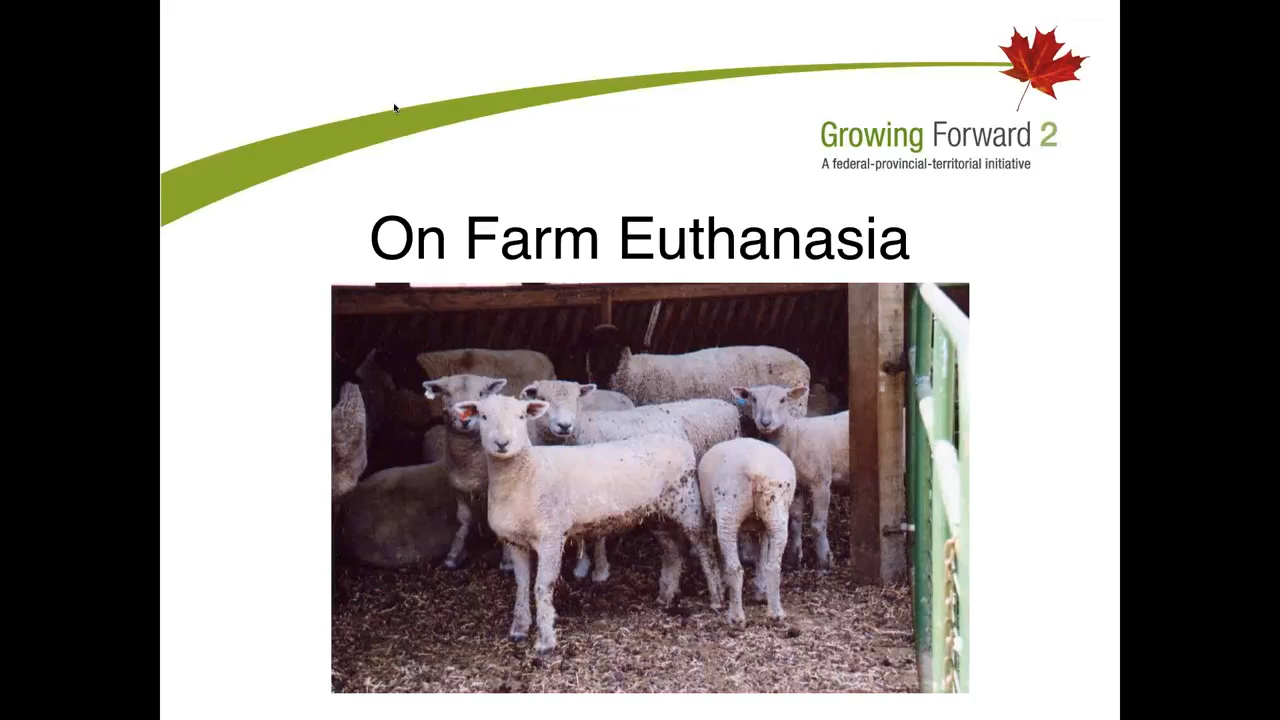 Growing Forward 2
A federal-provincial-territorial initiative
On Farm Euthanasia